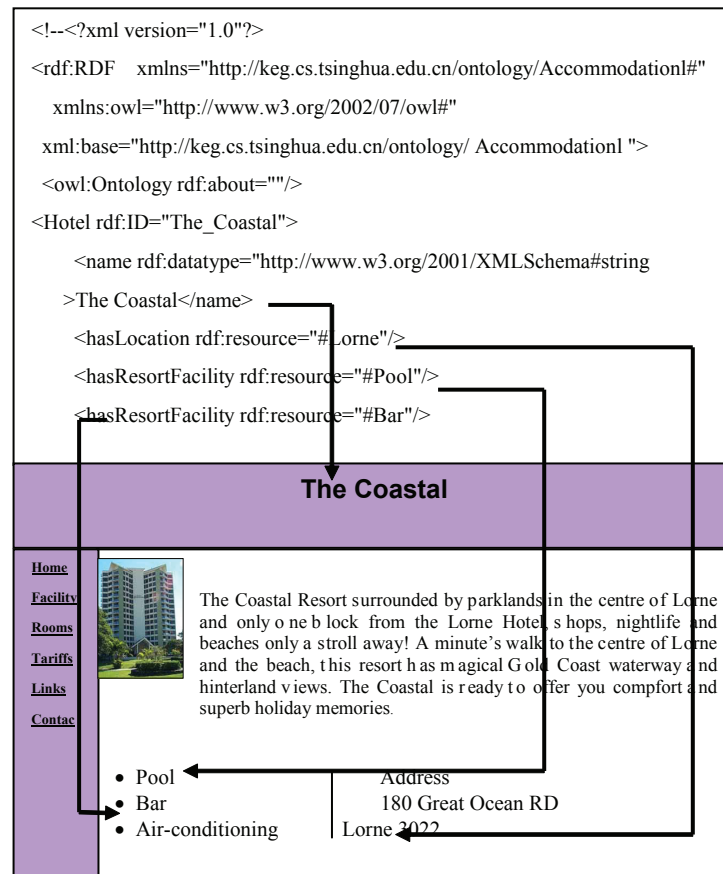 <!--<?xml version="1.0"?>
<rdf:RDF xmlns="http://keg.cs.tsinghua.edu.cn/ontology/Accommodationl#"
xmlns:owl="http://www.w3.org/2002/07/owl#"
xml:base="http://keg.cs.tsinghua.edu.cn/ontology/ Accommodationl ">
<owl:Ontology rdf:about=""/>
<Hotel rdf:ID="The_Coastal">
<name rdf:datatype="http://www.w3.org/2001/XMLSchema#string
>The Coastal</name>
<hasLocation rdf:resource="#Lorne"/>
<hasResortFacility rdf:resource="#Pool"/>
<hasResortFacility rdf:resource="#Bar"/>
The Coastal
Home
Facility
Rooms
Tariffs
Links
Contac
The Coastal Resort surrounded by parklands in the centre of Lorne
and only one block from the Lorne Hotel, shops, nightlife and
beaches only a stroll away! A minute's walk to the centre of Lorne
and the beach, this resort has magical Gold Coast waterway and
hinterland views. The Coastal is ready to offer you compfort and
superb holiday memories.
• Pool
• Bar
• Air-conditioning
Address
180 Great Ocean RD
Lorne 3022